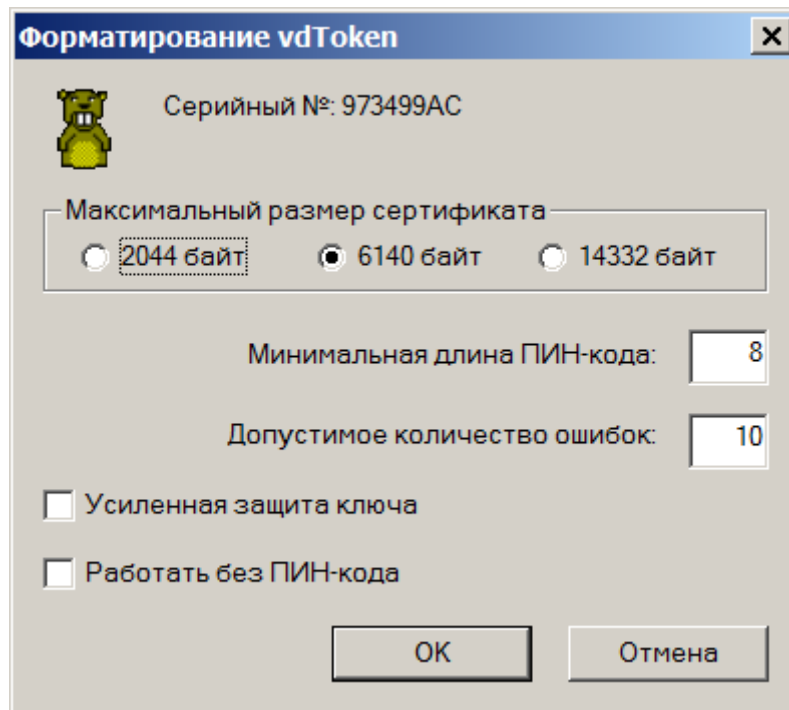 Форматирование vdToken
Серийный №: 973499AC
Максимальный размер сертификата
2044 байт 6140 байт 14332 байт
Минимальная длина ПИН-кода: 8
Допустимое количество ошибок: 10
Усиленная защита ключа
Работать без ПИН-кода
OK Отмена